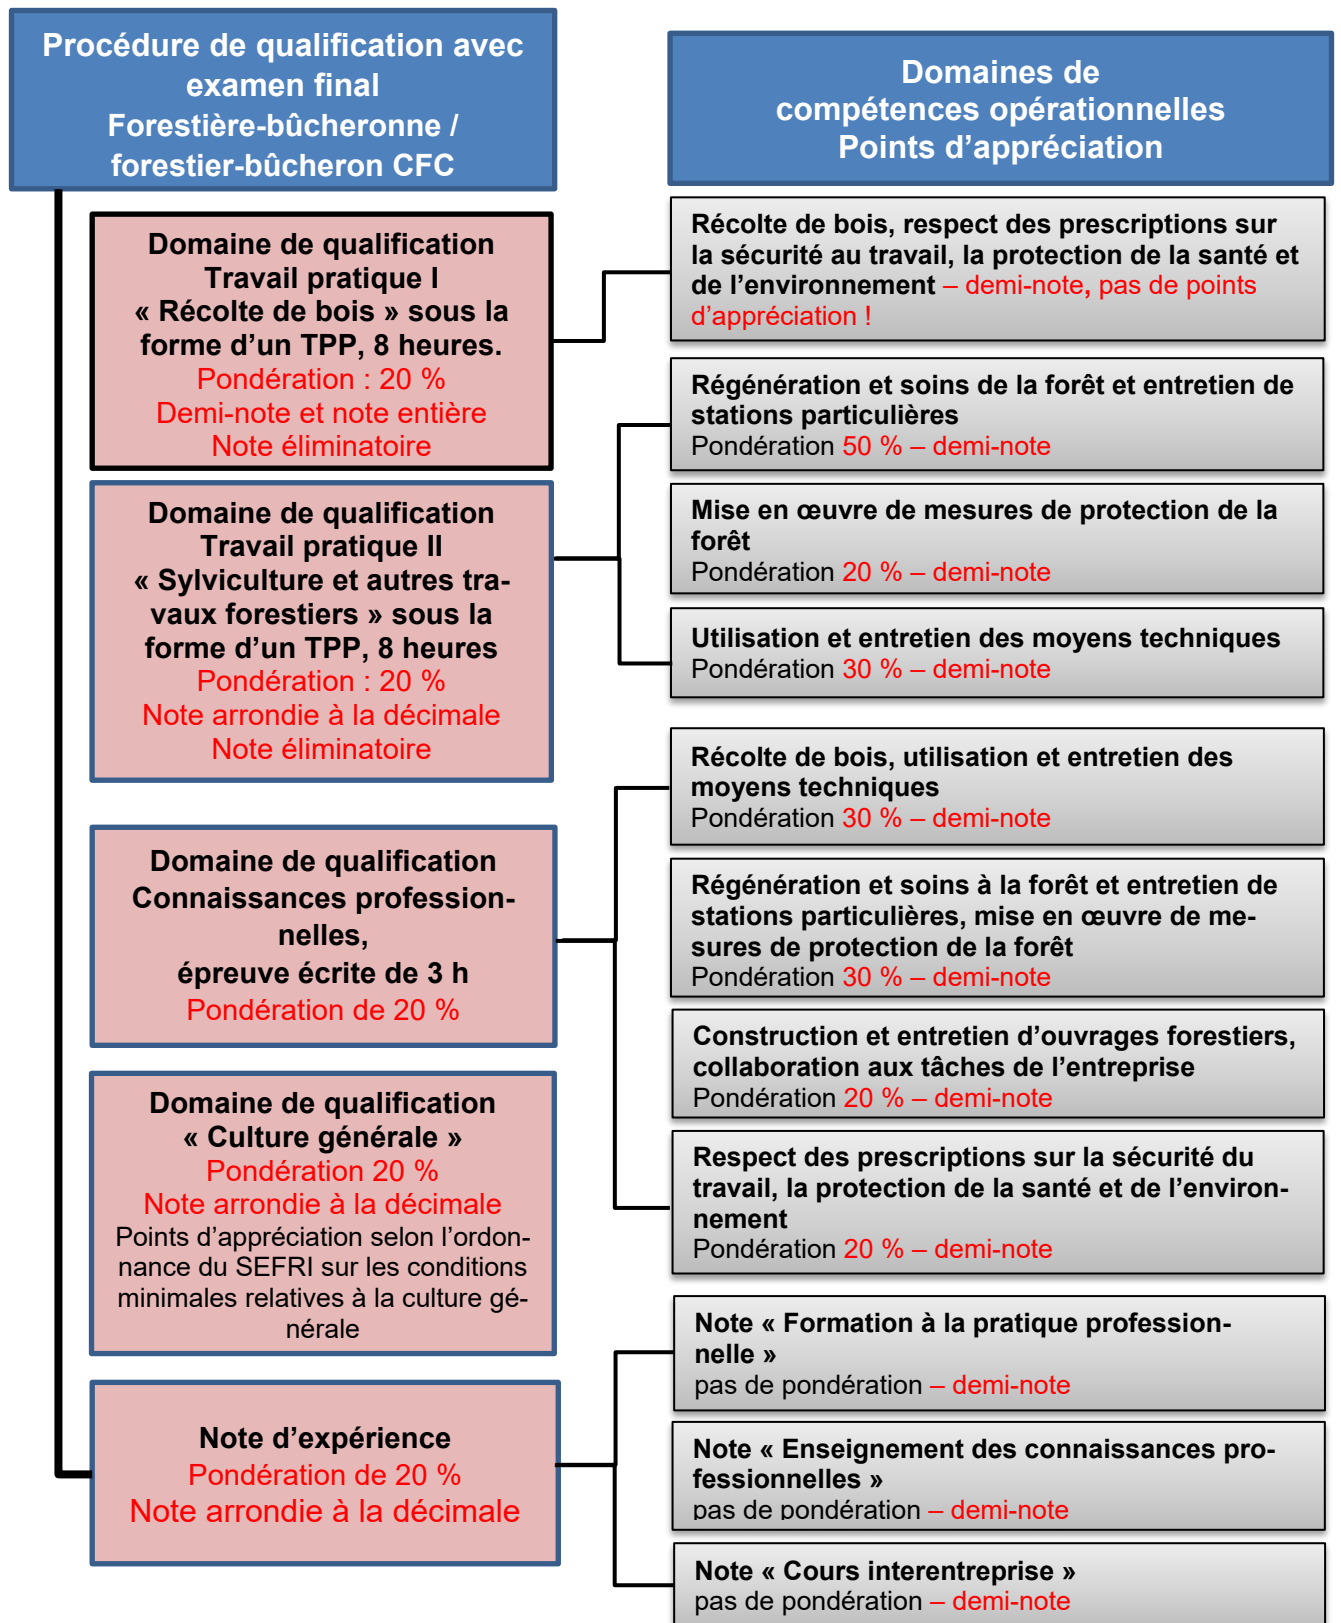 Procédure de qualification avec
examen final
Forestière-bûcheronne /
forestier-bûcheron CFC
Domaines de
compétences opérationnelles
Points d’appréciation
Domaine de qualification
Travail pratique I
« Récolte de bois » sous la
forme d’un TPP, 8 heures.
Pondération : 20 %
Demi-note et note entière
Note éliminatoire
Récolte de bois, respect des prescriptions sur
la sécurité au travail, la protection de la santé et
de l’environnement – demi-note, pas de points
d’appréciation !
Domaine de qualification
Travail pratique II
« Sylviculture et autres tra-
vaux forestiers » sous la
forme d’un TPP, 8 heures
Pondération : 20 %
Note arrondie à la décimale
Note éliminatoire
Régénération et soins de la forêt et entretien de
stations particulières
Pondération 50 % – demi-note
Mise en œuvre de mesures de protection de la
forêt
Pondération 20 % – demi-note
Utilisation et entretien des moyens techniques
Pondération 30 % – demi-note
Domaine de qualification
Connaissances profession-
nelles,
épreuve écrite de 3 h
Pondération de 20 %
Récolte de bois, utilisation et entretien des
moyens techniques
Pondération 30 % – demi-note
Régénération et soins à la forêt et entretien de
stations particulières, mise en œuvre de me-
sures de protection de la forêt
Pondération 30 % – demi-note
Construction et entretien d’ouvrages forestiers,
collaboration aux tâches de l’entreprise
Pondération 20 % – demi-note
Respect des prescriptions sur la sécurité du
travail, la protection de la santé et de l’environ-
nement
Pondération 20 % – demi-note
Domaine de qualification
« Culture générale »
Pondération 20 %
Note arrondie à la décimale
Points d’appréciation selon l’ordon-
nance du SEFRI sur les conditions
minimales relatives à la culture gé-
nérale
Note d’expérience
Pondération de 20 %
Note arrondie à la décimale
Note « Formation à la pratique profession-
nelle »
pas de pondération – demi-note
Note « Enseignement des connaissances pro-
fessionnelles »
pas de pondération – demi-note
Note « Cours interentreprise »
pas de pondération – demi-note